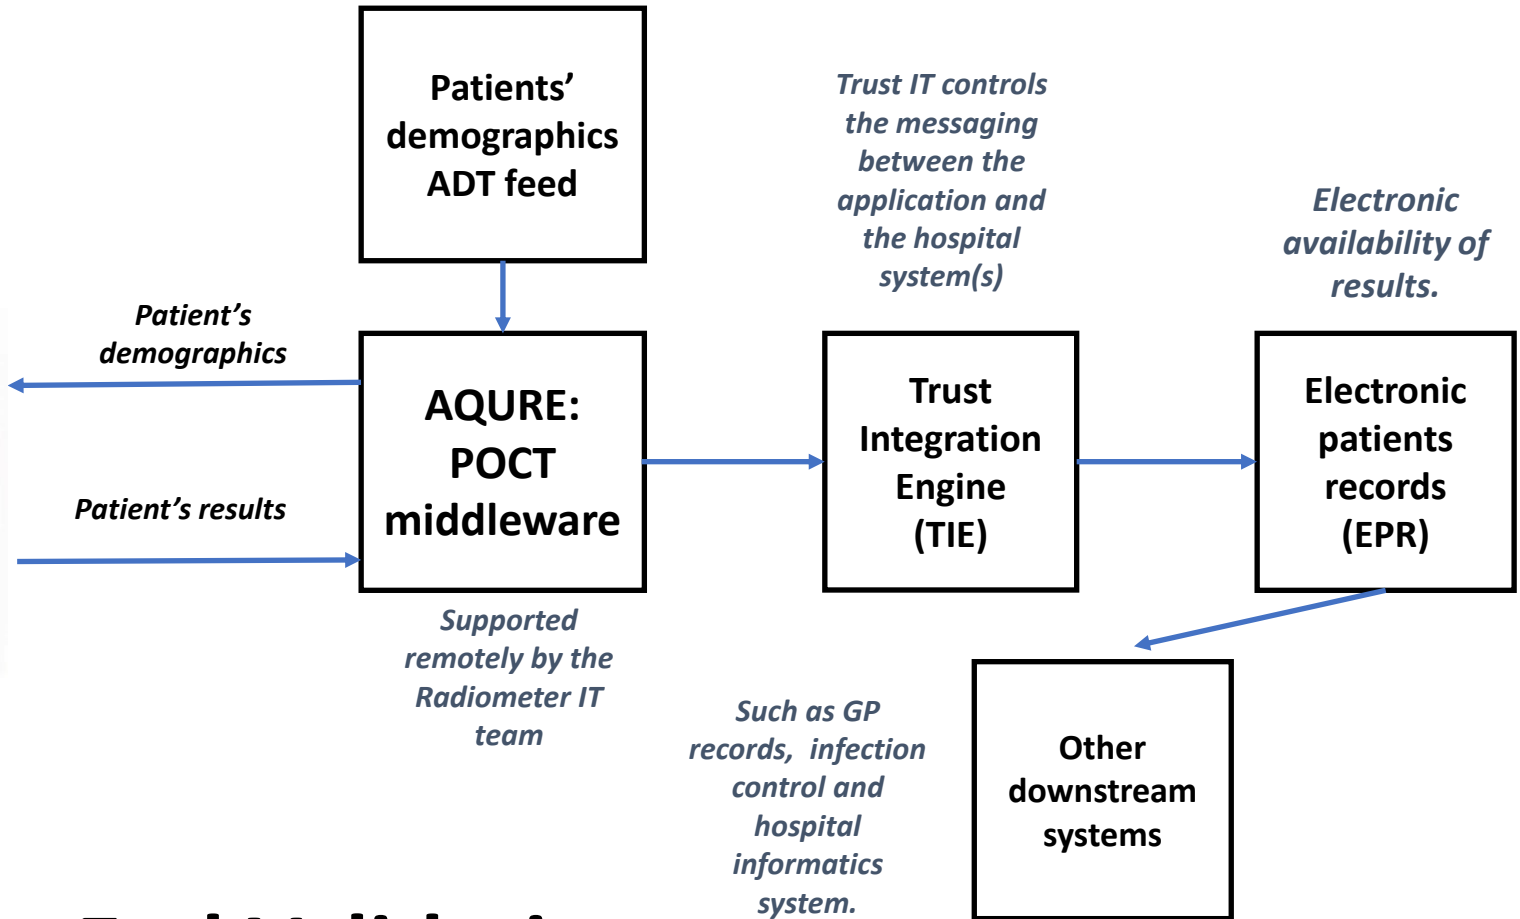 Patients’
demographics
ADT feed
Trust IT controls
the messaging
between the
application and
the hospital
system(s)
Electronic
availability of
results.
Patient’s
demographics
AQURE:
POCT
middleware
Trust
Integration
Engine
(TIE)
Electronic
patients
records
(EPR)
Patient’s results
Supported
remotely by the
Radiometer IT
team
Such as GP
records, infection
control and
hospital
informatics
system.
Other
downstream
systems